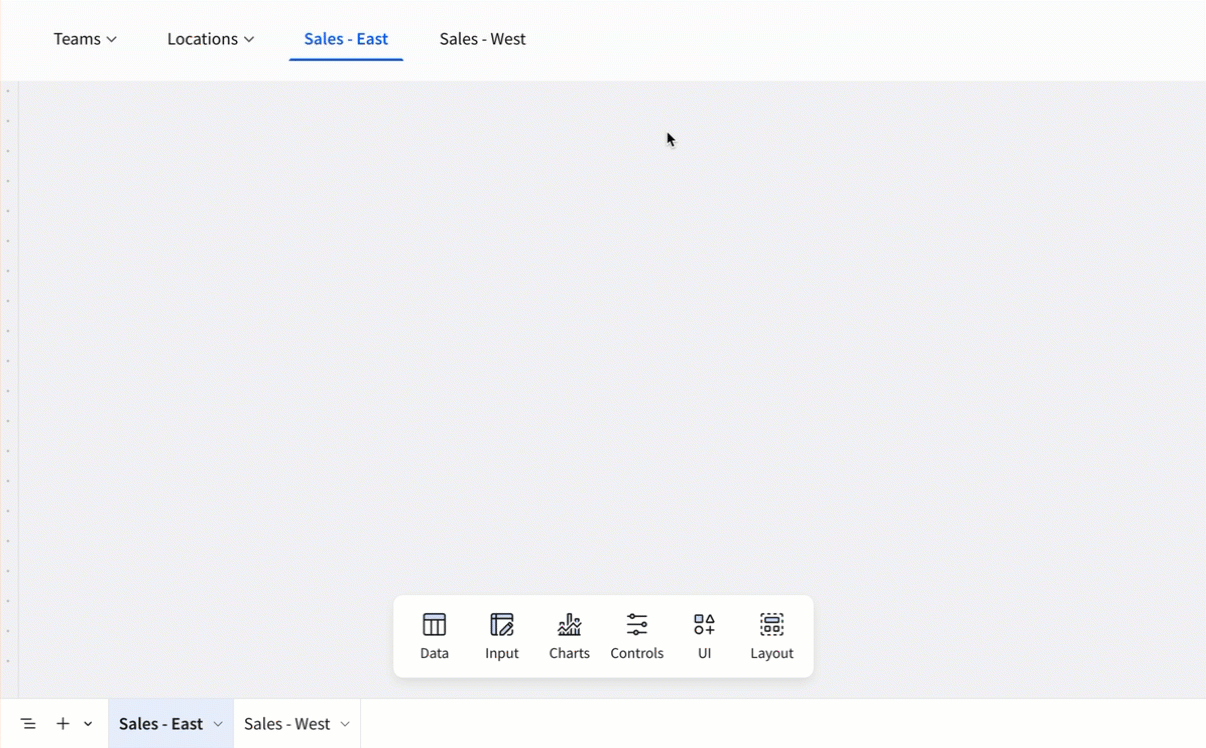 Teams Locations Sales - East Sales - West
Data Input Charts Controls UI Layout
Sales - East Sales - West